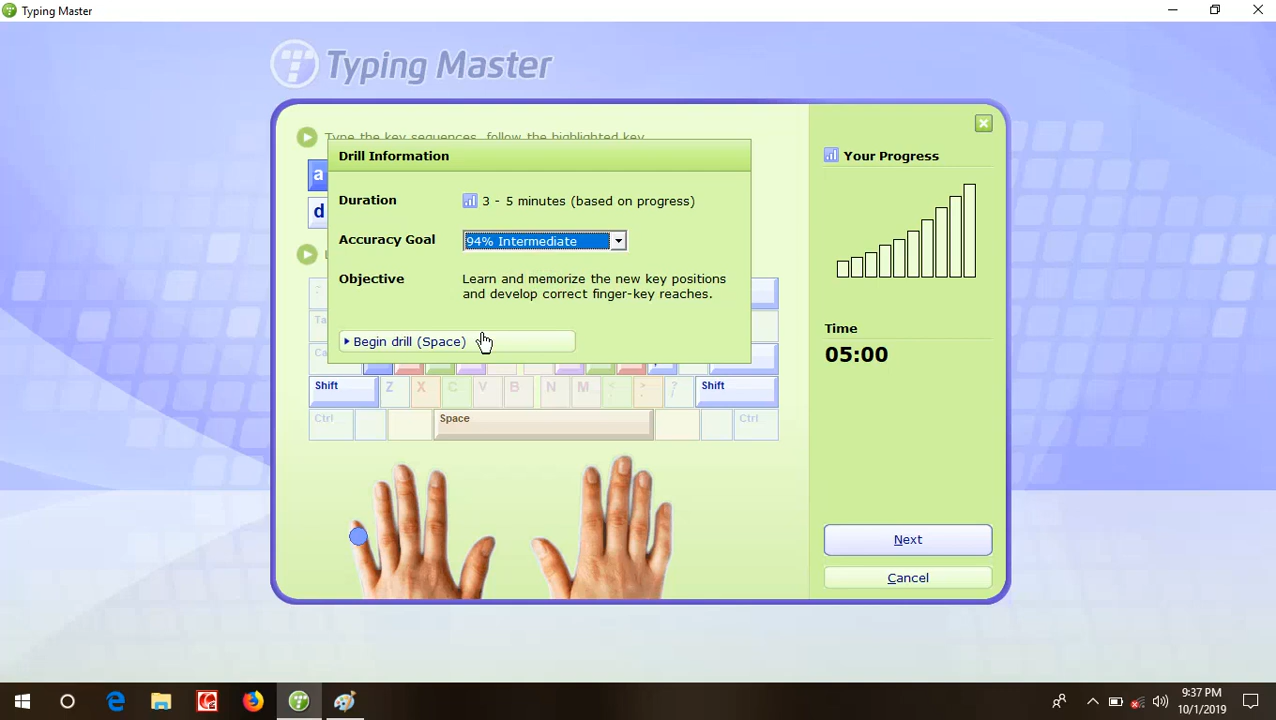 Typing Master
Typing Master
Type the key sequences, follow the highlighted key.
a
d
Drill Information
Duration
3 - 5 minutes (based on progress)
Accuracy Goal
94% Intermediate
Objective
Learn and memorize the new key positions
and develop correct finger-key reaches.
Begin drill (Space)
Shift Z X C V B N M < > ? Shift
Ctrl Space Ctrl
Your Progress
Time
05:00
Next
Cancel
9:37 PM
10/1/2019